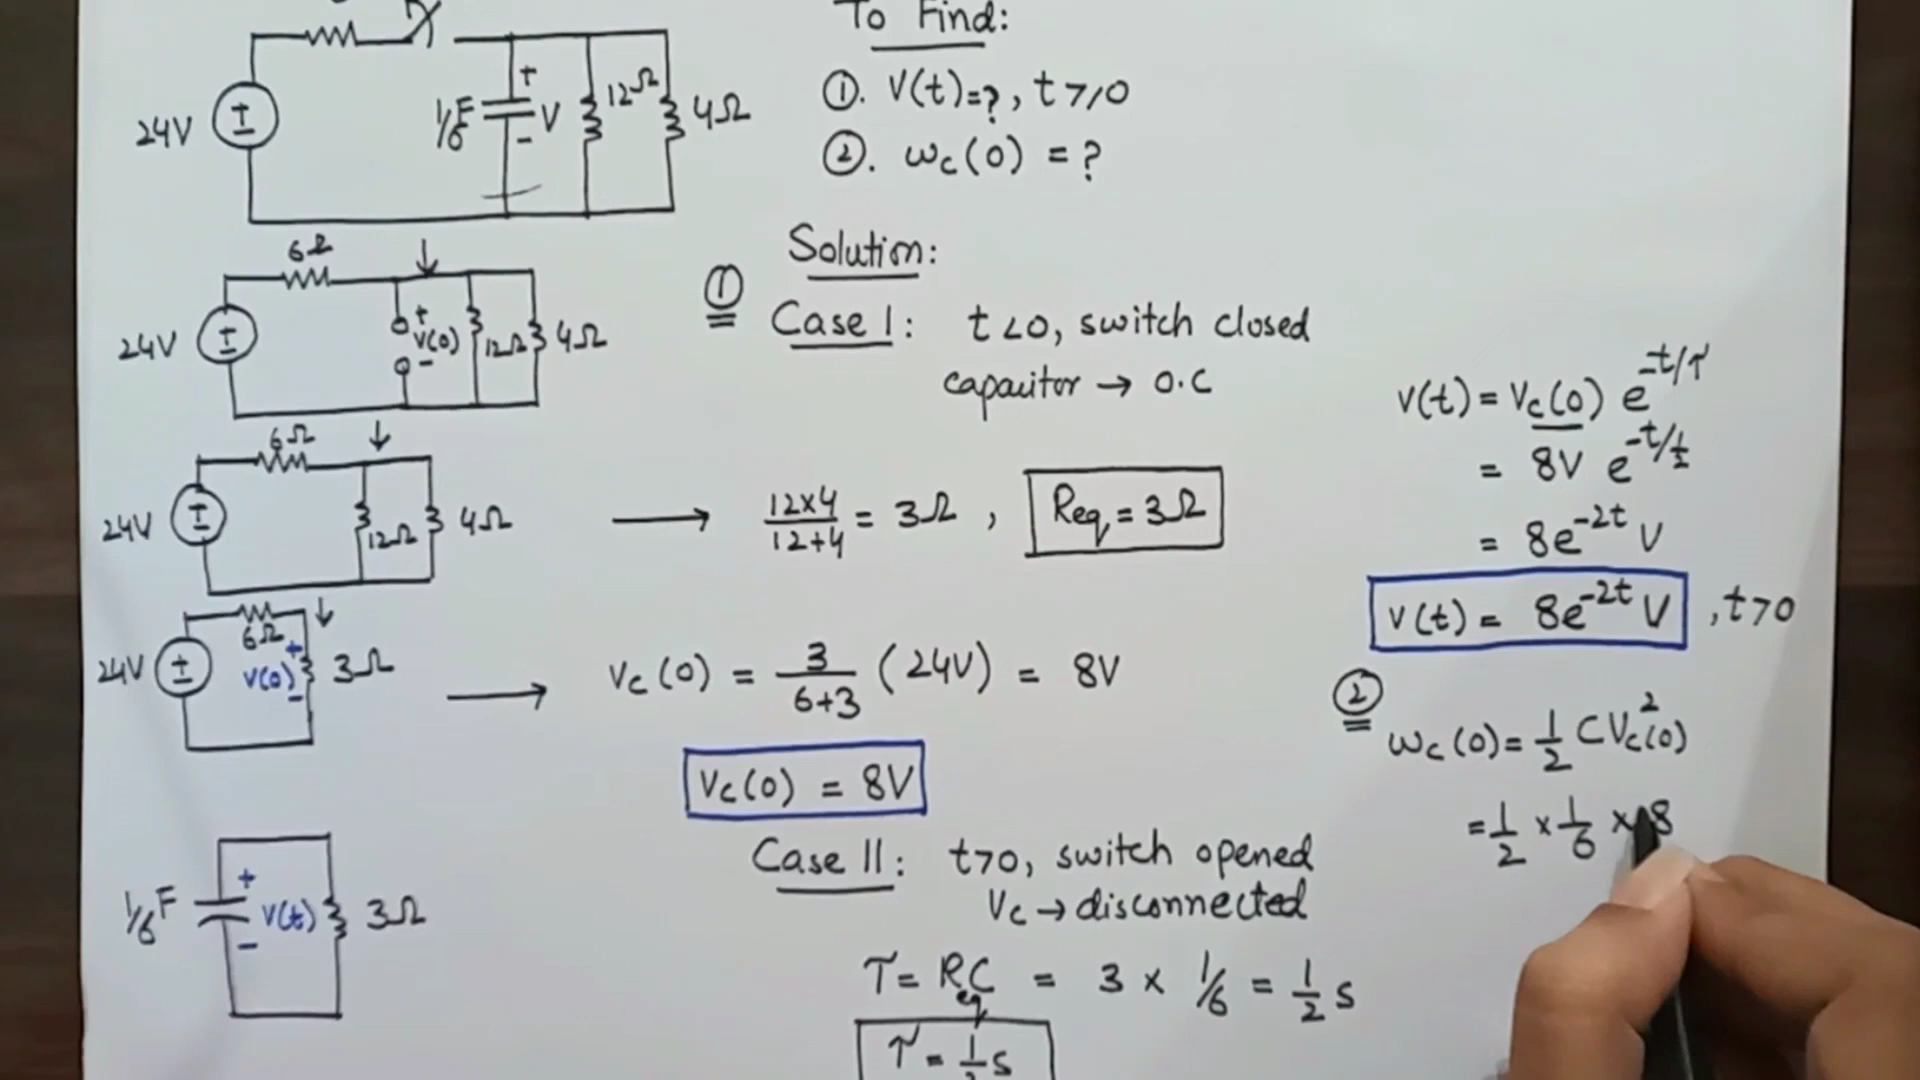 24V
1/6F
+
V
-
12Ω
4Ω
To Find:
①. V(t)=?, t>/0
②. wc(0) = ?
6Ω
24V
+
V(0)
-
12Ω
4Ω
Solution:
①
Case I: t<0, switch closed
capacitor → O.C
6Ω
24V
12Ω
4Ω
12x4/12+4 = 3Ω , Req = 3Ω
6Ω
24V
+
V(0)
-
3Ω
Vc(0) = 3/6+3 (24V) = 8V
Vc(0) = 8V
1/6F
+
V(t)
-
3Ω
Case II: t>0, switch opened
Vc → disconnected
τ = ReqC = 3 x 1/6 = 1/2 s
τ = 1/2 s
V(t) = Vc(0) e^-t/τ
= 8V e^-t/1/2
= 8e^-2t V
V(t) = 8e^-2t V , t>0
②
wc(0) = 1/2 CVc²(0)
= 1/2 x 1/6 x 8